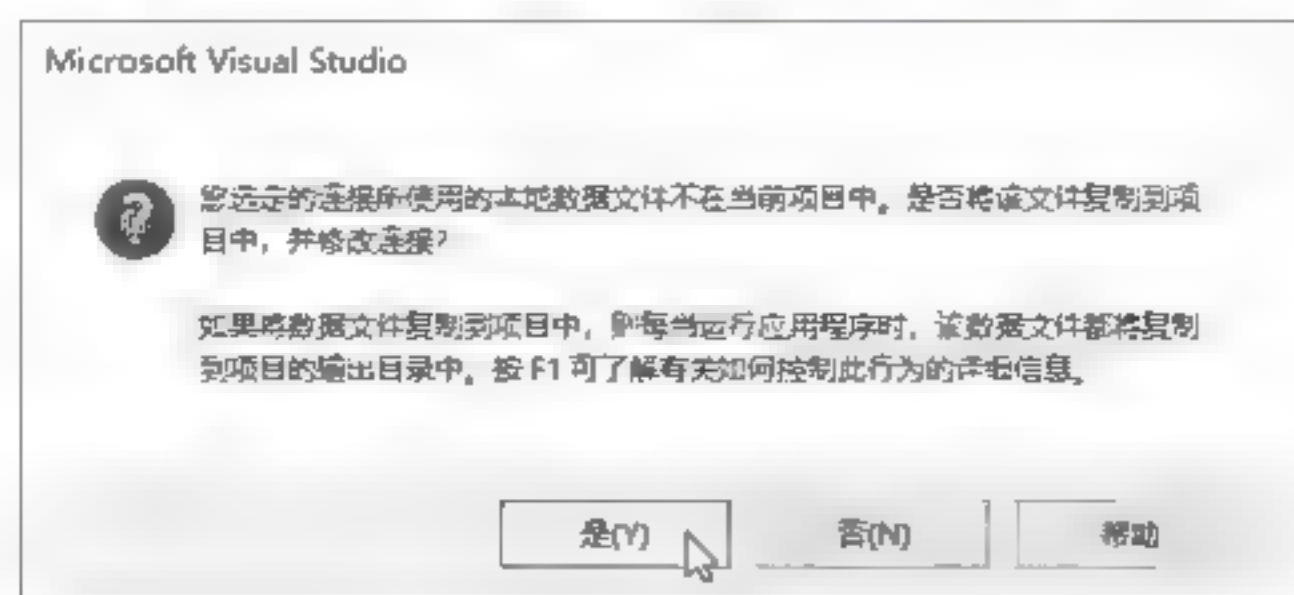 Microsoft Visual Studio
您选定的连接所使用的本地数据文件不在当前项目中。是否将该文件复制到项
目中，并修改连接?
如果将数据文件复制到项目中，则每当运行应用程序时，该数据文件都将复制
到项目的输出目录中。按 F1 可了解有关如何控制此行为的详细信息。
是(Y) 否(N) 帮助